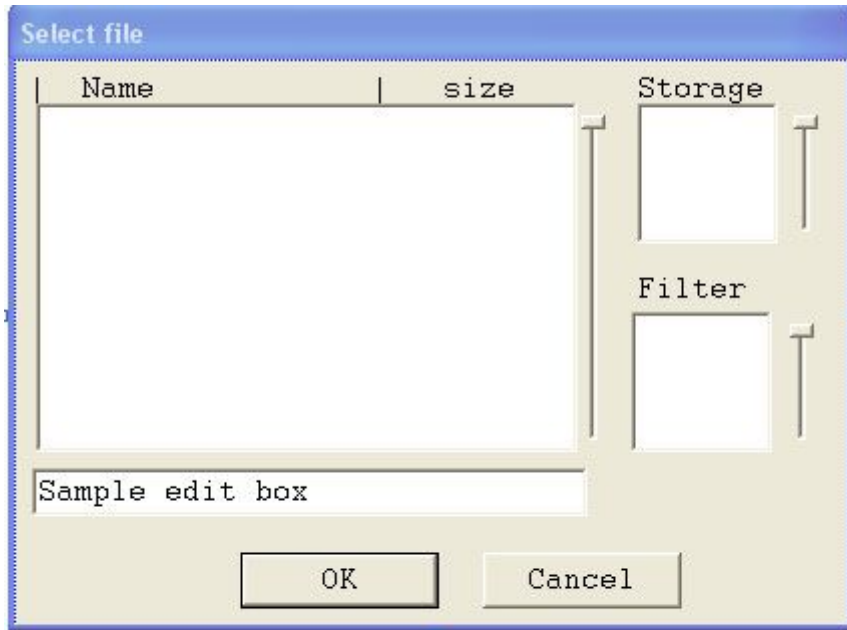 Select file
| Name | size
Storage
Filter
Sample edit box
OK Cancel